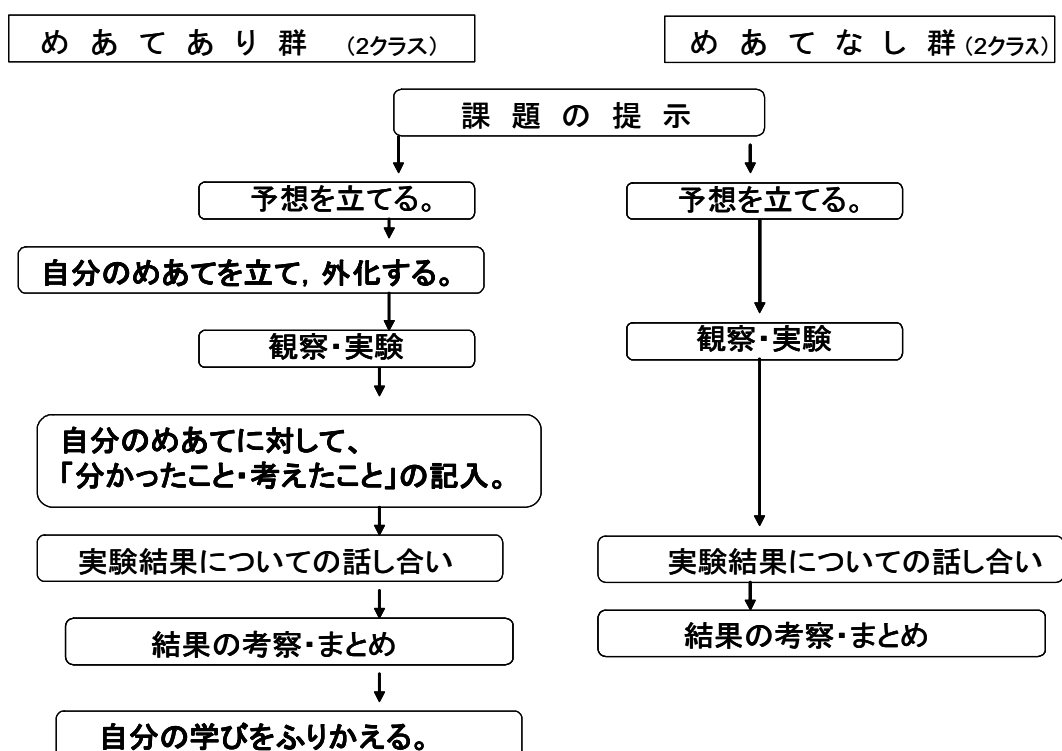 めあてあり群 (2クラス)
めあてなし群 (2クラス)
課題の提示
予想を立てる。
自分のめあてを立て，外化する。
観察・実験
自分のめあてに対して、
「分かったこと・考えたこと」の記入。
実験結果についての話し合い
結果の考察・まとめ
自分の学びをふりかえる。
予想を立てる。
観察・実験
実験結果についての話し合い
結果の考察・まとめ